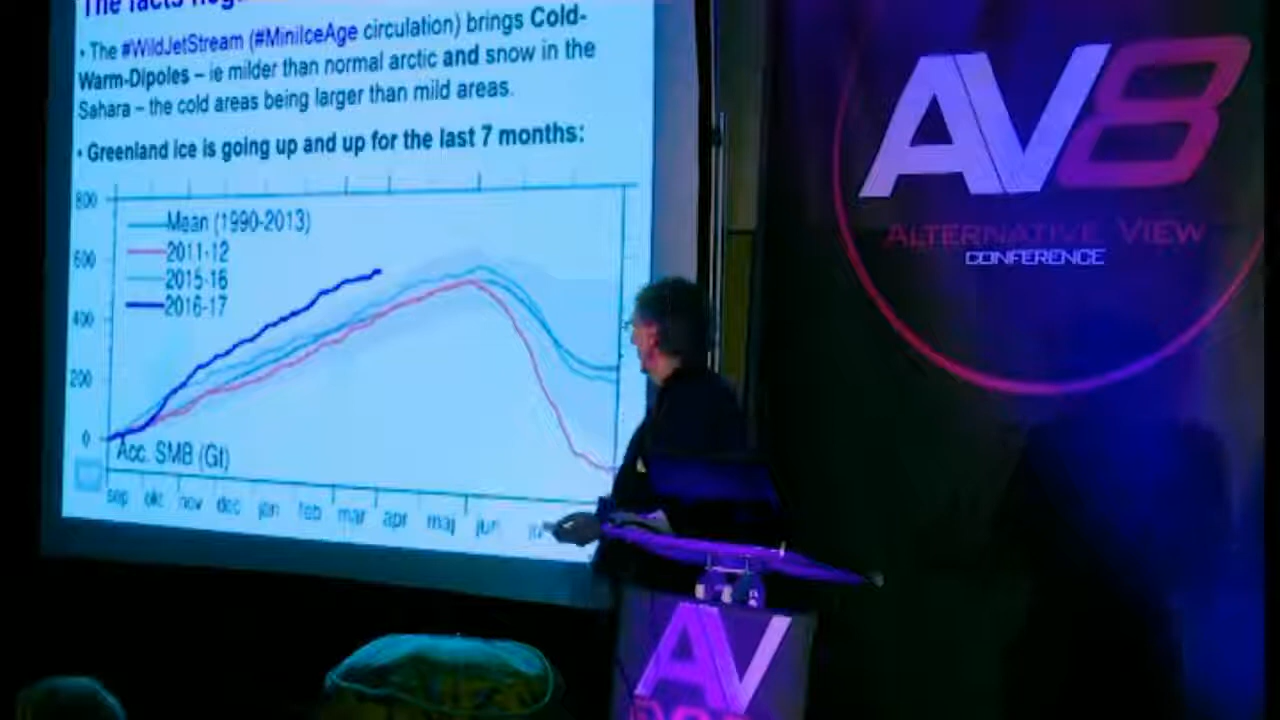 The facts
• The #WildJetStream (#MiniIceAge circulation) brings Cold-
Warm-Dipoles – ie milder than normal arctic and snow in the
Sahara – the cold areas being larger than mild areas.
• Greenland ice is going up and up for the last 7 months:
800
600
400
200
0
Mean (1990-2013)
2011-12
2015-16
2016-17
Acc. SMB (Gt)
sep okt nov dec jan feb mar apr maj jun
AV8
ALTERNATIVE VIEW
CONFERENCE
AV